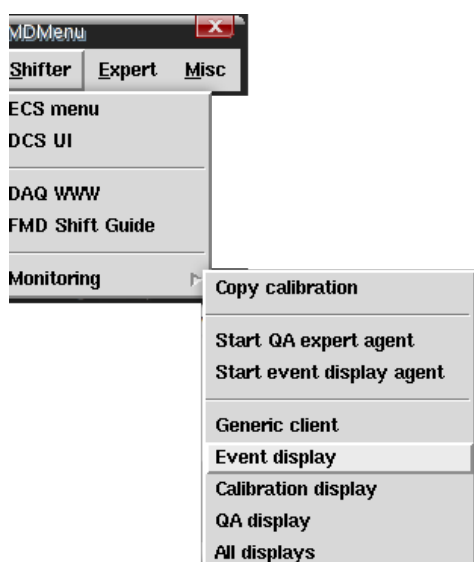 MDMenu
Shifter Expert Misc
ECS menu
DCS UI
DAQ WWW
FMD Shift Guide
Monitoring
Copy calibration
Start QA expert agent
Start event display agent
Generic client
Event display
Calibration display
QA display
All displays